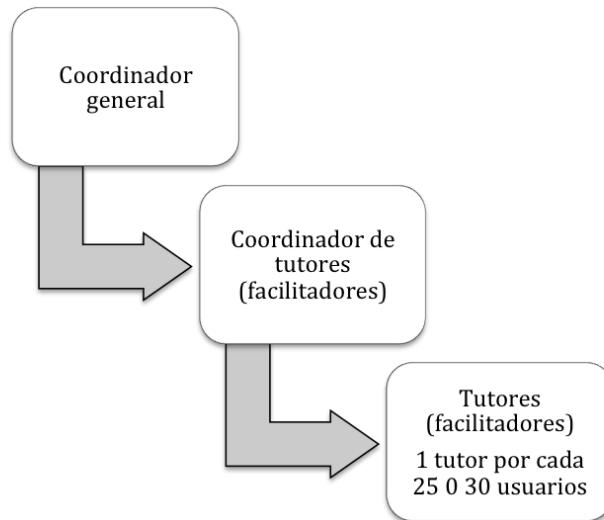 Coordinador
general
Coordinador de
tutores
(facilitadores)
Tutores
(facilitadores)
1 tutor por cada
25 0 30 usuarios